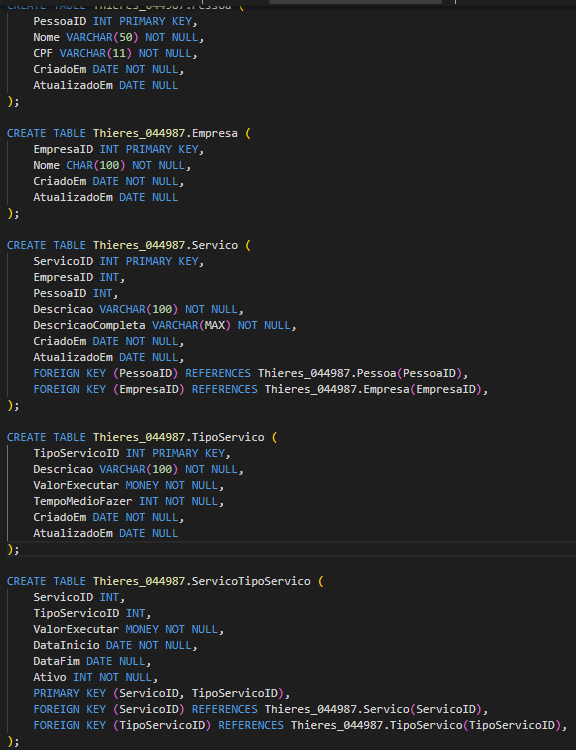 CREATE TABLE Thieres_044987.Pessoa (
PessoaID INT PRIMARY KEY,
Nome VARCHAR(50) NOT NULL,
CPF VARCHAR(11) NOT NULL,
CriadoEm DATE NOT NULL,
AtualizadoEm DATE NULL
);
CREATE TABLE Thieres_044987.Empresa (
EmpresaID INT PRIMARY KEY,
Nome CHAR(100) NOT NULL,
CriadoEm DATE NOT NULL,
AtualizadoEm DATE NULL
);
CREATE TABLE Thieres_044987.Servico (
ServicoID INT PRIMARY KEY,
EmpresaID INT,
PessoaID INT,
Descricao VARCHAR(100) NOT NULL,
DescricaoCompleta VARCHAR(MAX) NOT NULL,
CriadoEm DATE NOT NULL,
AtualizadoEm DATE NULL,
FOREIGN KEY (PessoaID) REFERENCES Thieres_044987.Pessoa(PessoaID),
FOREIGN KEY (EmpresaID) REFERENCES Thieres_044987.Empresa(EmpresaID),
);
CREATE TABLE Thieres_044987.TipoServico (
TipoServicoID INT PRIMARY KEY,
Descricao VARCHAR(100) NOT NULL,
ValorExecutar MONEY NOT NULL,
TempoMedioFazer INT NOT NULL,
CriadoEm DATE NOT NULL,
AtualizadoEm DATE NULL
);
CREATE TABLE Thieres_044987.ServicoTipoServico (
ServicoID INT,
TipoServicoID INT,
ValorExecutar MONEY NOT NULL,
DataInicio DATE NOT NULL,
DataFim DATE NULL,
Ativo INT NOT NULL,
PRIMARY KEY (ServicoID, TipoServicoID),
FOREIGN KEY (ServicoID) REFERENCES Thieres_044987.Servico(ServicoID),
FOREIGN KEY (TipoServicoID) REFERENCES Thieres_044987.TipoServico(TipoServicoID),
);